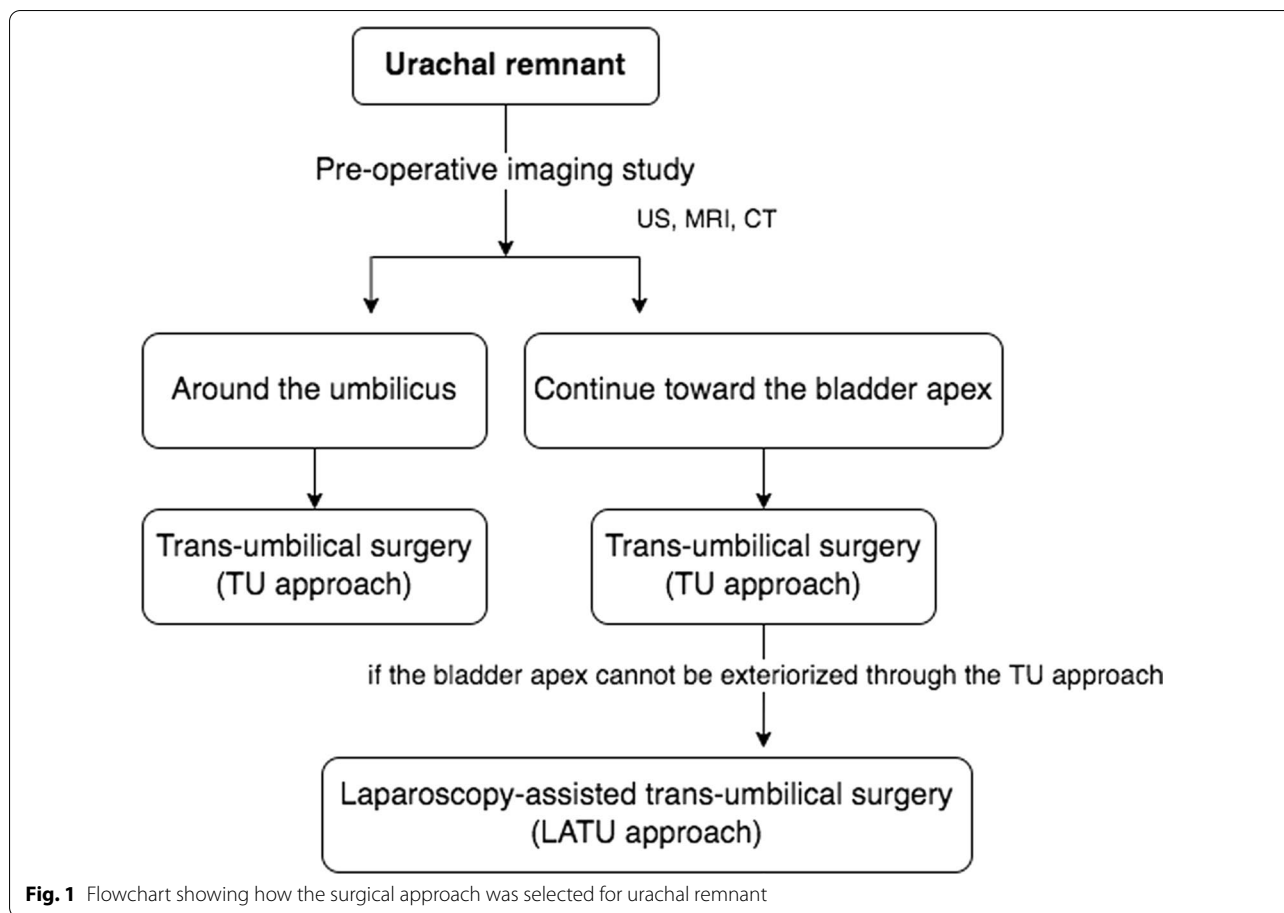 Urachal remnant
Pre-operative imaging study
US, MRI, CT
Around the umbilicus
Continue toward the bladder apex
Trans-umbilical surgery
(TU approach)
Trans-umbilical surgery
(TU approach)
if the bladder apex cannot be exteriorized through the TU approach
Laparoscopy-assisted trans-umbilical surgery
(LATU approach)
Fig. 1 Flowchart showing how the surgical approach was selected for urachal remnant